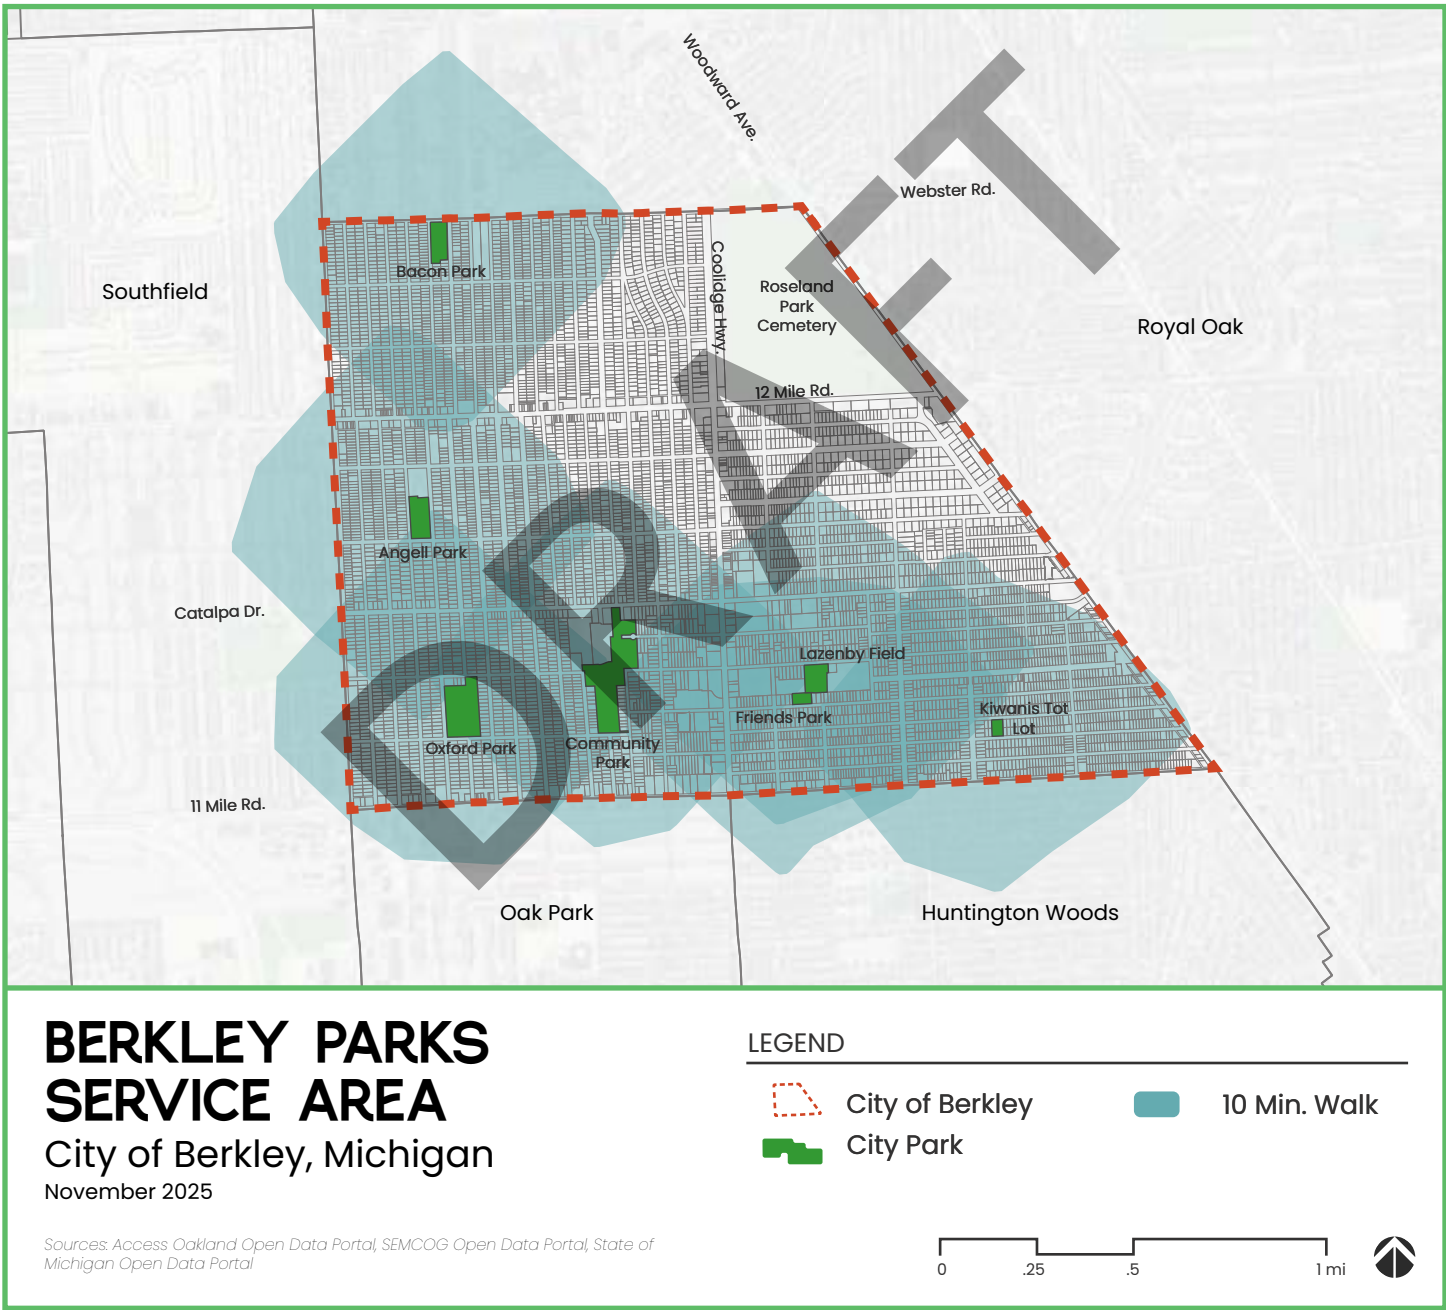 Woodward Ave.
Webster Rd.
Bacon Park
Southfield
Coolidge Hwy.
Roseland
Park
Cemetery
Royal Oak
12 Mile Rd.
DRAFT
Angell Park
Catalpa Dr.
Lazenby Field
Friends Park
Kiwanis Tot
Lot
Oxford Park
Community
Park
11 Mile Rd.
Oak Park
Huntington Woods
BERKLEY PARKS
SERVICE AREA
City of Berkley, Michigan
November 2025
Sources: Access Oakland Open Data Portal, SEMCOG Open Data Portal, State of
Michigan Open Data Portal
LEGEND
City of Berkley
10 Min. Walk
City Park
0 .25 .5 1 mi